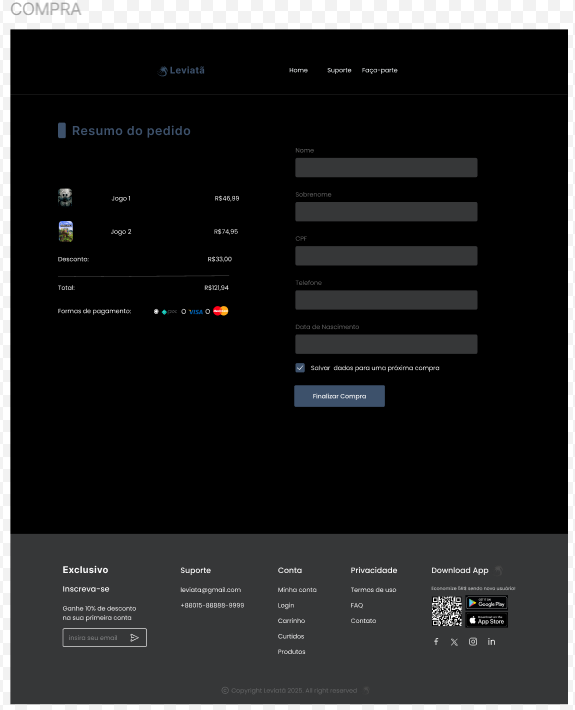 COMPRA
Leviatã
Home Suporte Faça-parte
Resumo do pedido
Jogo 1 R$46,99
Jogo 2 R$74,95
Desconto: R$33,00
Total: R$121,94
Formas de pagamento: VISA
Nome
Sobrenome
CPF
Telefone
Data de Nascimento
Salvar dados para uma próxima compra
Finalizar Compra
Exclusivo
Inscreva-se
Ganhe 10% de desconto
na sua primeira conta
Insira seu email
Suporte
leviata@gmail.com
+88015-88888-9999
Conta
Minha conta
Login
Carrinho
Curtidos
Produtos
Privacidade
Termos de uso
FAQ
Contato
Download App
Economize 5R$ sendo novo usuário
GET IT ON
Google Play
App Store
© Copyright Leviatã 2025. All right reserved